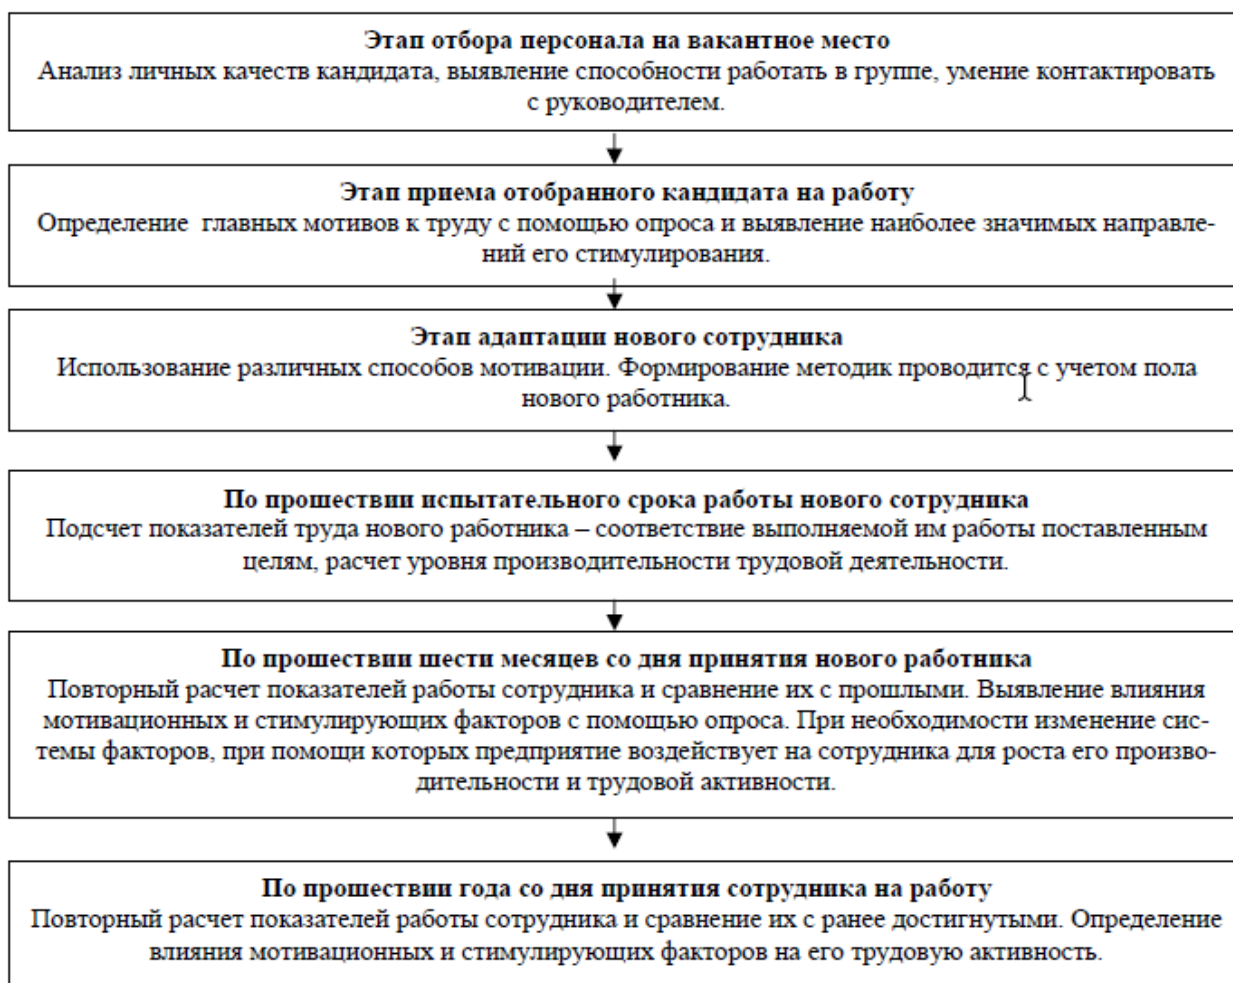 Этап отбора персонала на вакантное место
Анализ личных качеств кандидата, выявление способности работать в группе, умение контактировать
с руководителем.
Этап приема отобранного кандидата на работу
Определение главных мотивов к труду с помощью опроса и выявление наиболее значимых направле-
ний его стимулирования.
Этап адаптации нового сотрудника
Использование различных способов мотивации. Формирование методик проводится с учетом пола
нового работника.
По прошествии испытательного срока работы нового сотрудника
Подсчет показателей труда нового работника – соответствие выполняемой им работы поставленным
целям, расчет уровня производительности трудовой деятельности.
По прошествии шести месяцев со дня принятия нового работника
Повторный расчет показателей работы сотрудника и сравнение их с прошлыми. Выявление влияния
мотивационных и стимулирующих факторов с помощью опроса. При необходимости изменение сис-
темы факторов, при помощи которых предприятие воздействует на сотрудника для роста его произво-
дительности и трудовой активности.
По прошествии года со дня принятия сотрудника на работу
Повторный расчет показателей работы сотрудника и сравнение их с ранее достигнутыми. Определение
влияния мотивационных и стимулирующих факторов на его трудовую активность.